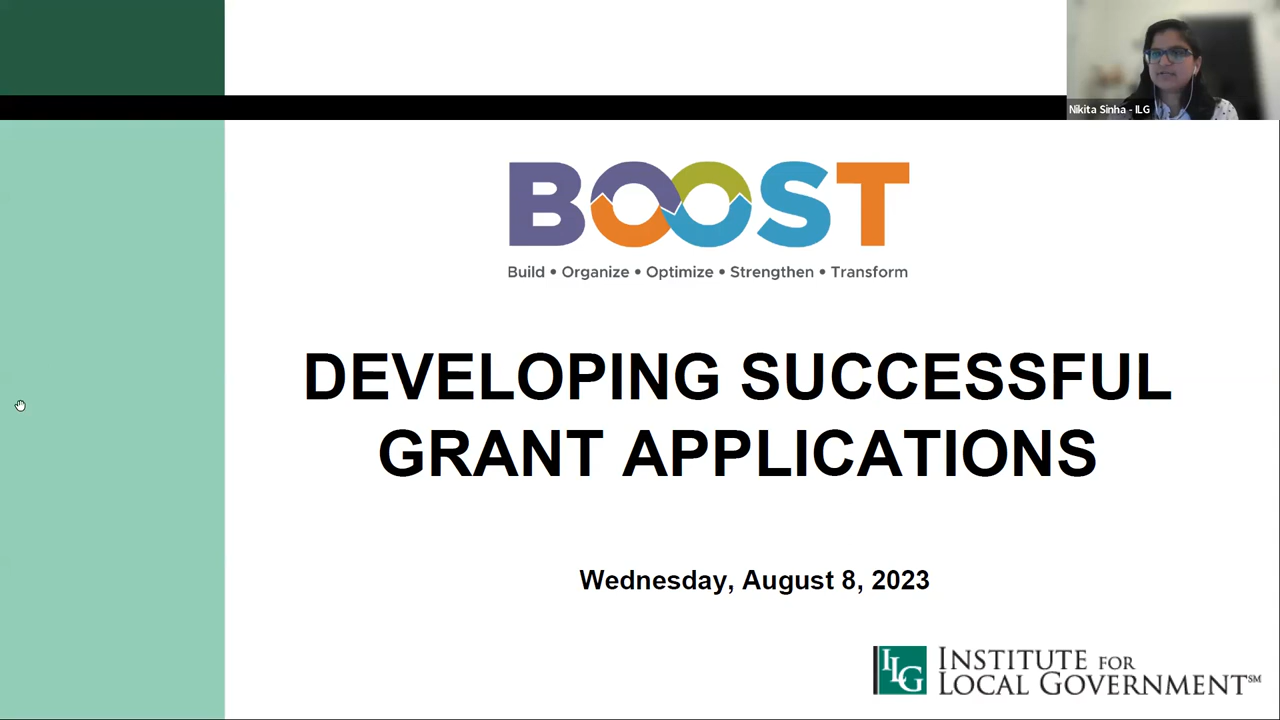 Nikita Sinha - ILG
BOOST
Build • Organize • Optimize • Strengthen • Transform
DEVELOPING SUCCESSFUL
GRANT APPLICATIONS
Wednesday, August 8, 2023
ILG
INSTITUTE FOR
LOCAL GOVERNMENT℠